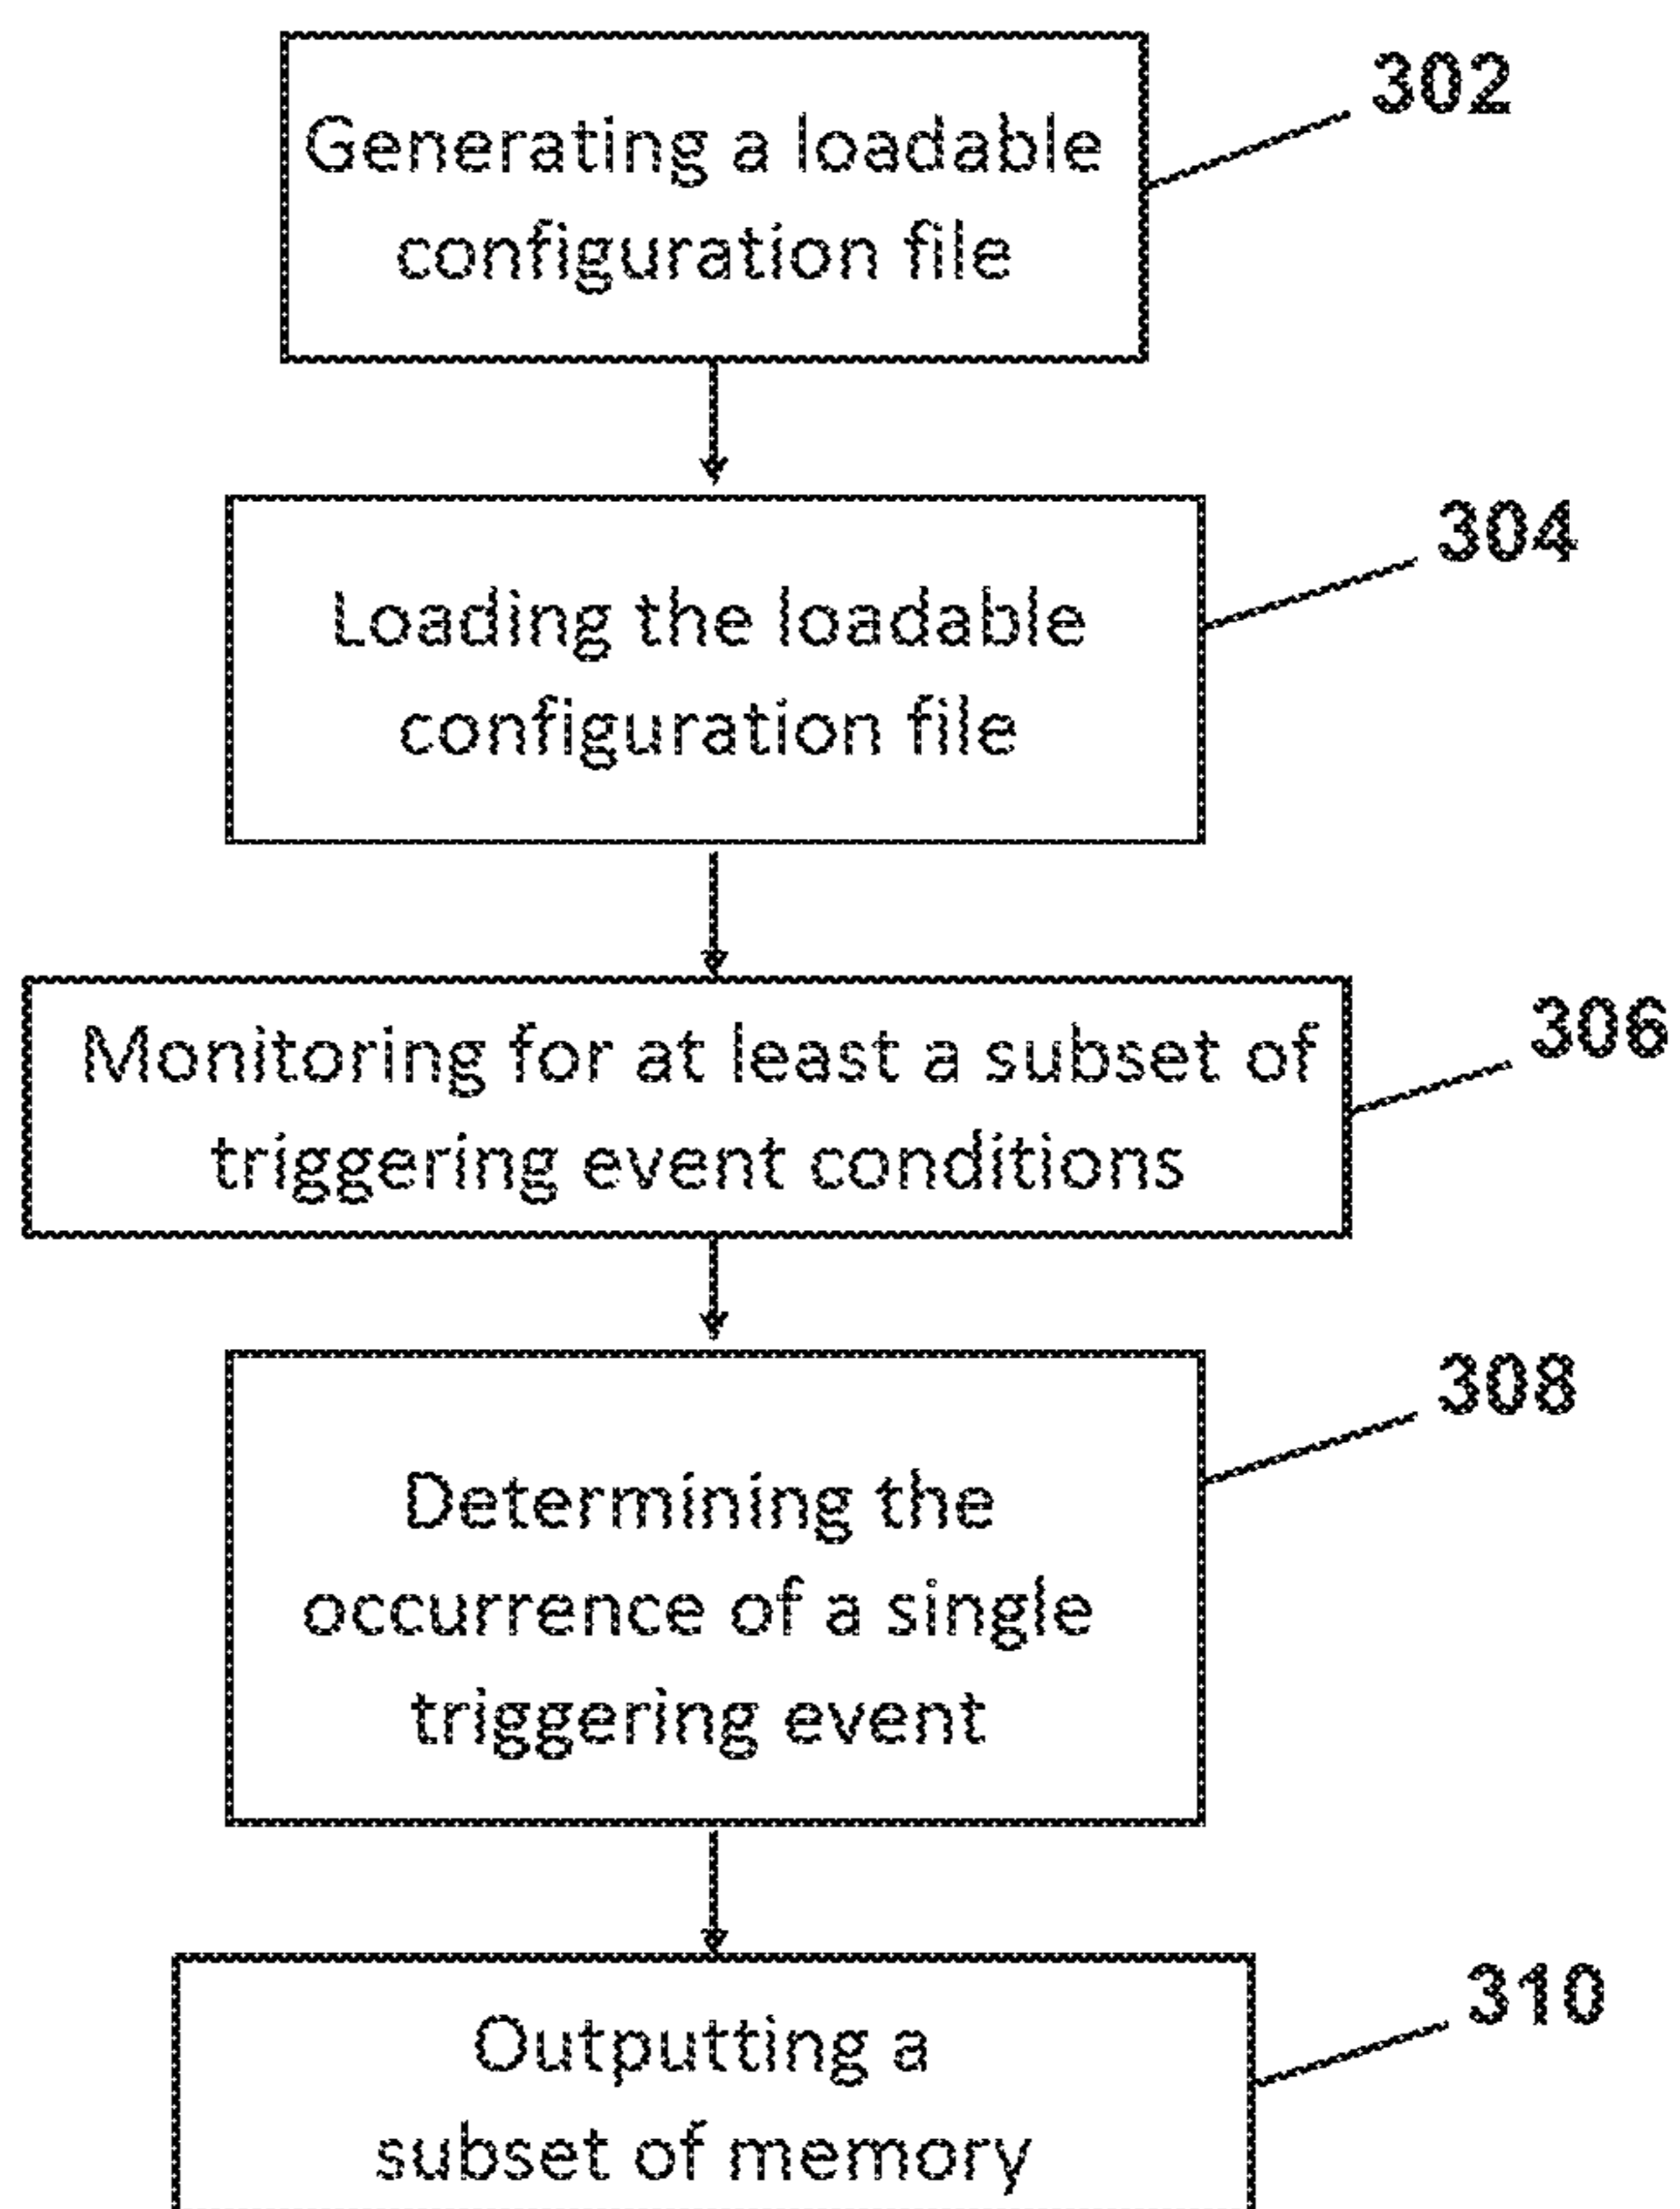 302
Generating a loadable
configuration file
304
Loading the loadable
configuration file
306
Monitoring for at least a subset of
triggering event conditions
308
Determining the
occurrence of a single
triggering event
310
Outputting a
subset of memory